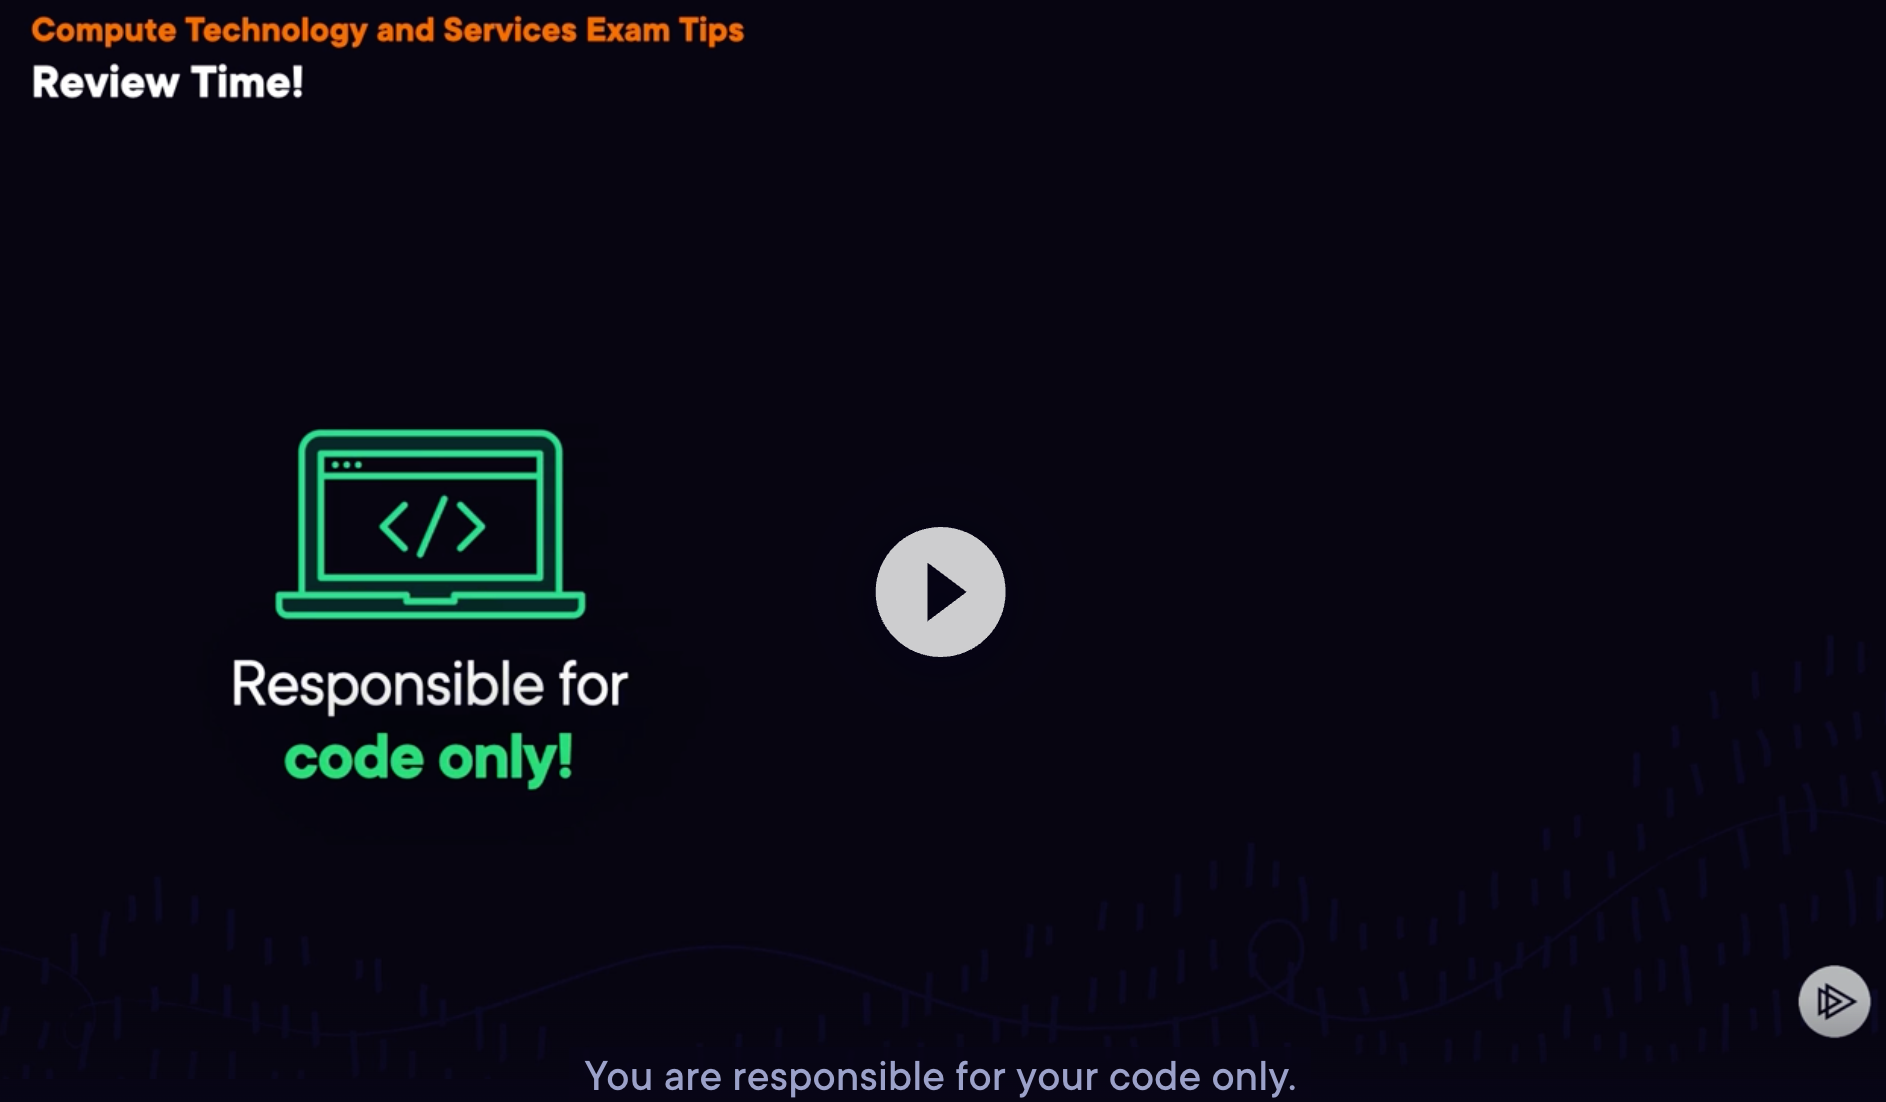 Compute Technology and Services Exam Tips
Review Time!
</>
Responsible for
code only!
You are responsible for your code only.